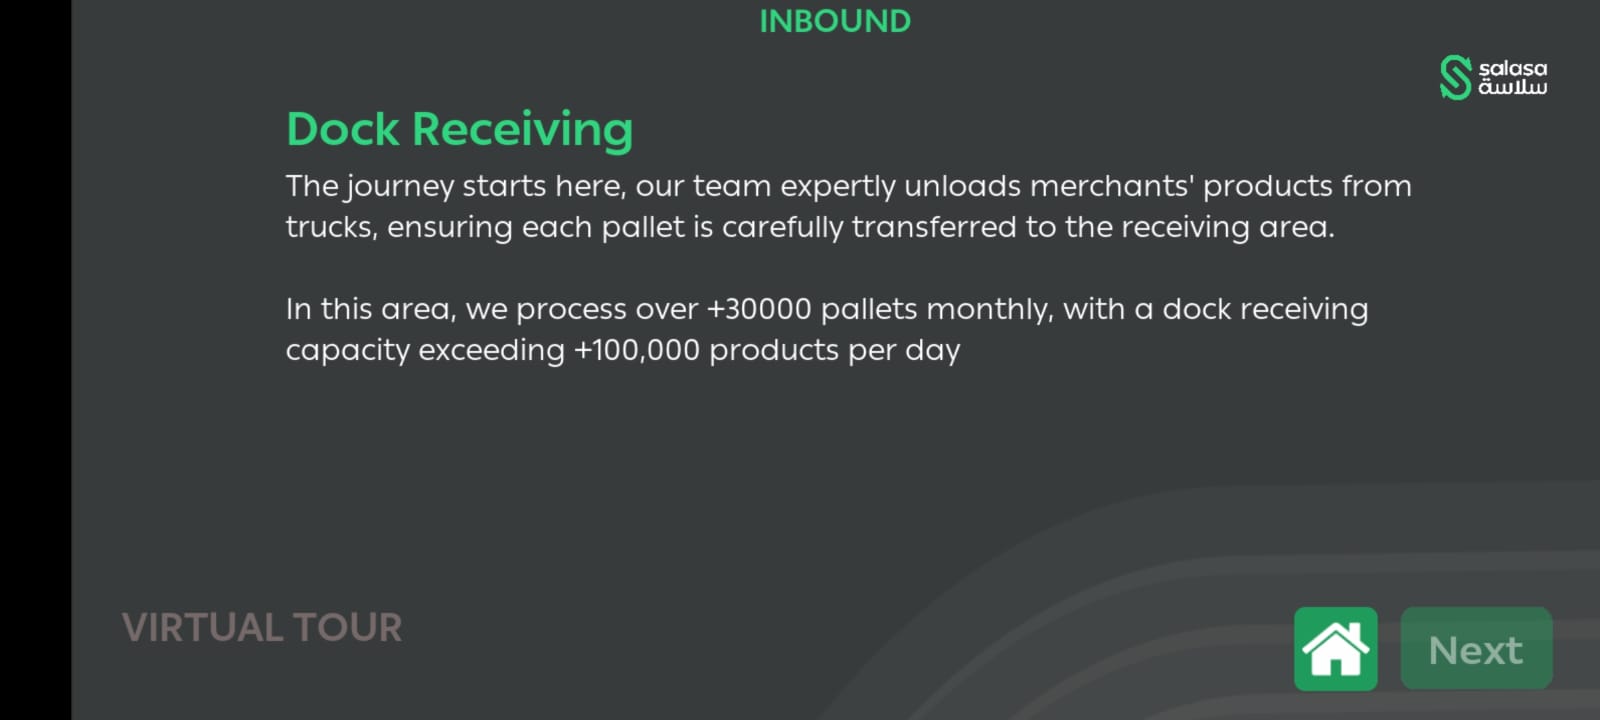 INBOUND
salasa
سلاسة
Dock Receiving
The journey starts here, our team expertly unloads merchants' products from
trucks, ensuring each pallet is carefully transferred to the receiving area.
In this area, we process over +30000 pallets monthly, with a dock receiving
capacity exceeding +100,000 products per day
VIRTUAL TOUR
Next